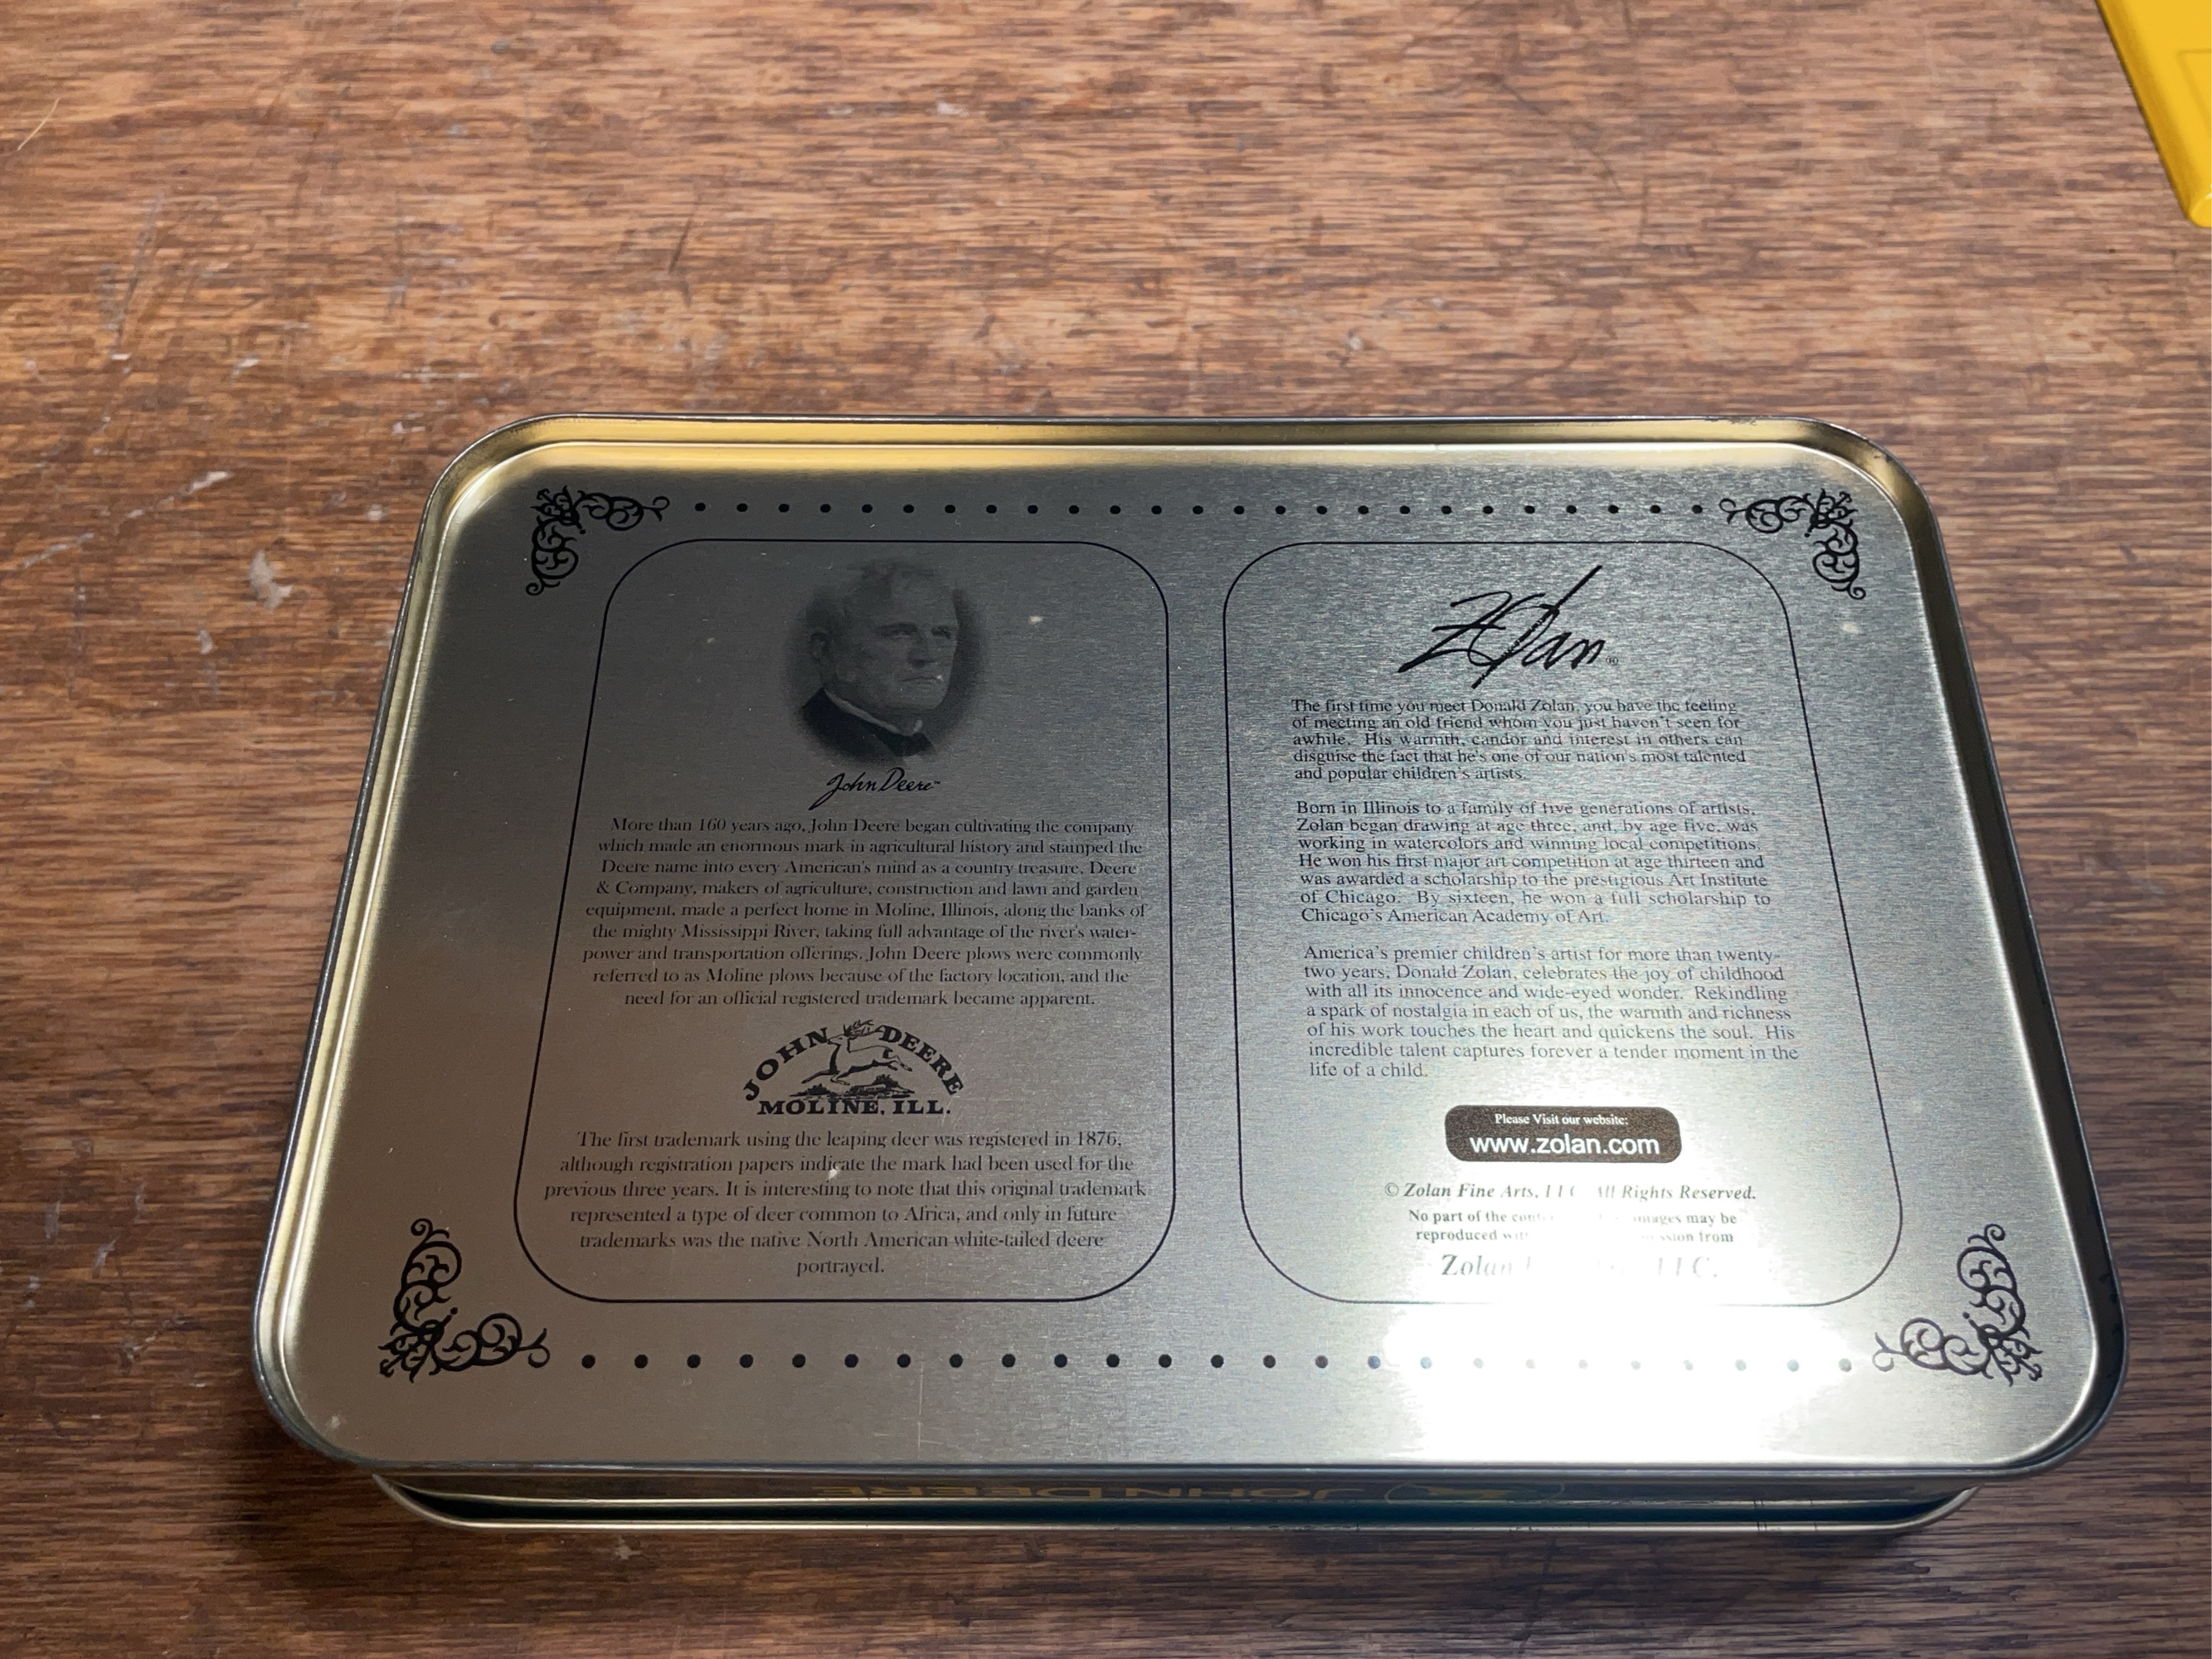 John Deere™
More than 160 years ago, John Deere began cultivating the company
which made an enormous mark in agricultural history and stamped the
Deere name into every American's mind as a country treasure. Deere
& Company, makers of agriculture, construction and lawn and garden
equipment, made a perfect home in Moline, Illinois, along the banks of
the mighty Mississippi River, taking full advantage of the river's water-
power and transportation offerings. John Deere plows were commonly
referred to as Moline plows because of the factory location, and the
need for an official registered trademark became apparent.
JOHN DEERE
MOLINE, ILL.
The first trademark using the leaping deer was registered in 1876,
although registration papers indicate the mark had been used for the
previous three years. It is interesting to note that this original trademark
represented a type of deer common to Africa, and only in future
trademarks was the native North American white-tailed deere
portrayed.
Zolan®
The first time you meet Donald Zolan, you have the feeling
of meeting an old friend whom you just haven't seen for
awhile. His warmth, candor and interest in others can
disguise the fact that he's one of our nation's most talented
and popular children's artists.
Born in Illinois to a family of five generations of artists,
Zolan began drawing at age three, and, by age five, was
working in watercolors and winning local competitions.
He won his first major art competition at age thirteen and
was awarded a scholarship to the prestigious Art Institute
of Chicago. By sixteen, he won a full scholarship to
Chicago's American Academy of Art.
America's premier children's artist for more than twenty-
two years, Donald Zolan, celebrates the joy of childhood
with all its innocence and wide-eyed wonder. Rekindling
a spark of nostalgia in each of us, the warmth and richness
of his work touches the heart and quickens the soul. His
incredible talent captures forever a tender moment in the
life of a child.
Please Visit our website:
www.zolan.com
© Zolan Fine Arts, LLC All Rights Reserved.
No part of the images may be
reproduced from
Zolan LLC.
JOHN DEERE